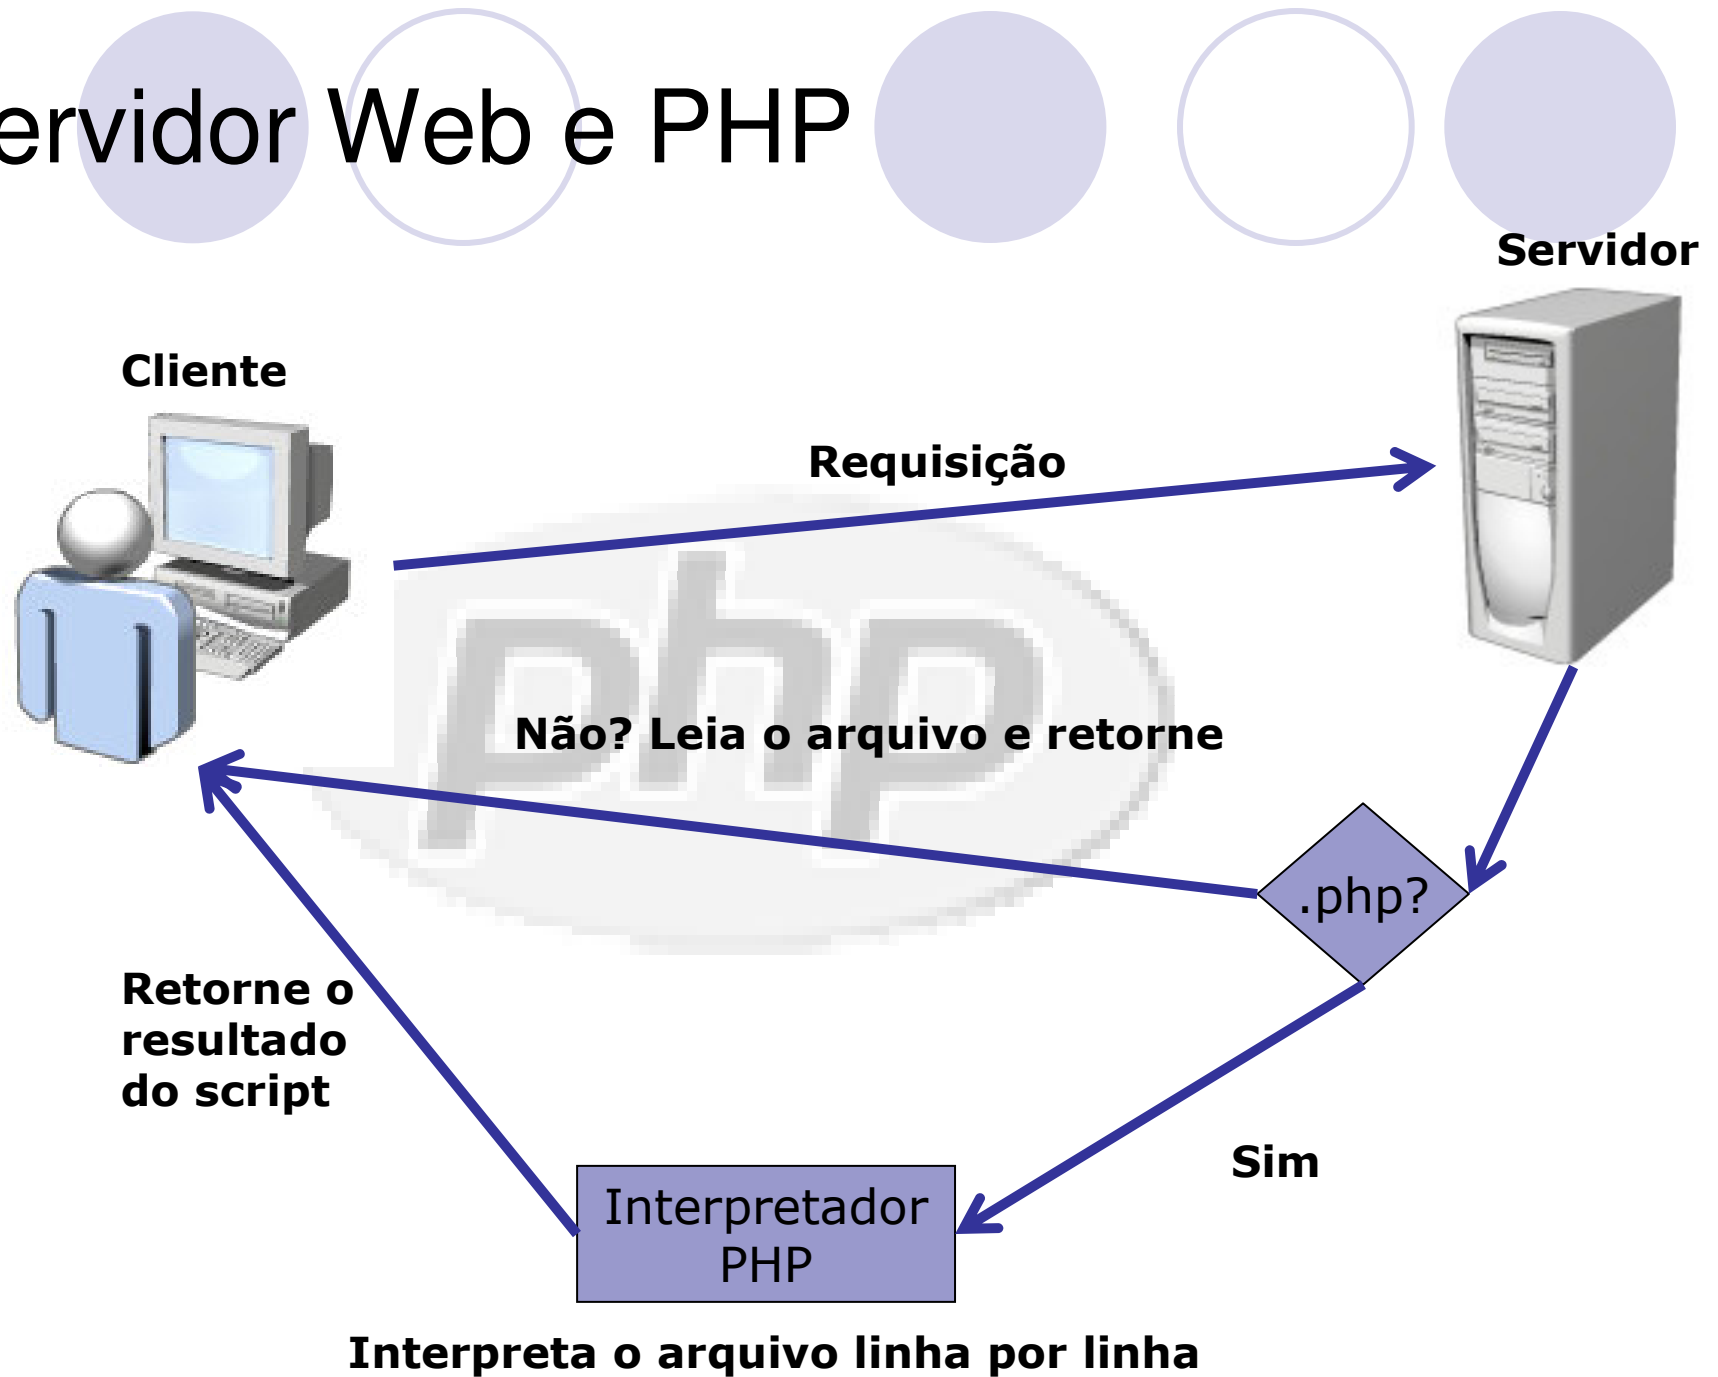 ervidor Web e PHP
Servidor
Cliente
Requisição
php
Não? Leia o arquivo e retorne
.php?
Retorne o
resultado
do script
Sim
Interpretador
PHP
Interpreta o arquivo linha por linha